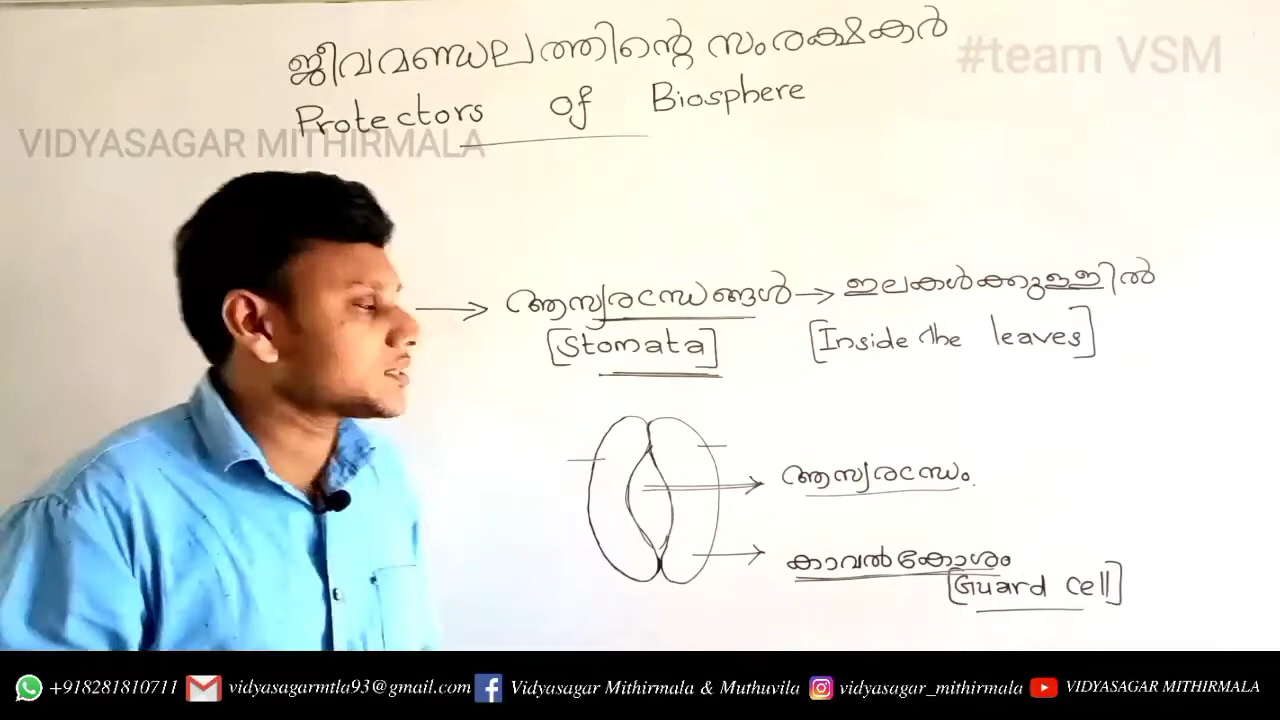 ജീവമണ്ഡലത്തിന്റെ സംരക്ഷകർ
#team VSM
Protectors of Biosphere
VIDYASAGAR MITHIRMALA
ആസ്യരന്ധ്രങ്ങൾ → ഇലകൾക്കുള്ളിൽ
[Stomata] [Inside the leaves]
ആസ്യരന്ധ്രം.
കാവൽകോശം
[Guard cell]
+918281810711 vidyasagarmtla93@gmail.com Vidyasagar Mithirmala & Muthuvila vidyasagar_mithirmala VIDYASAGAR MITHIRMALA